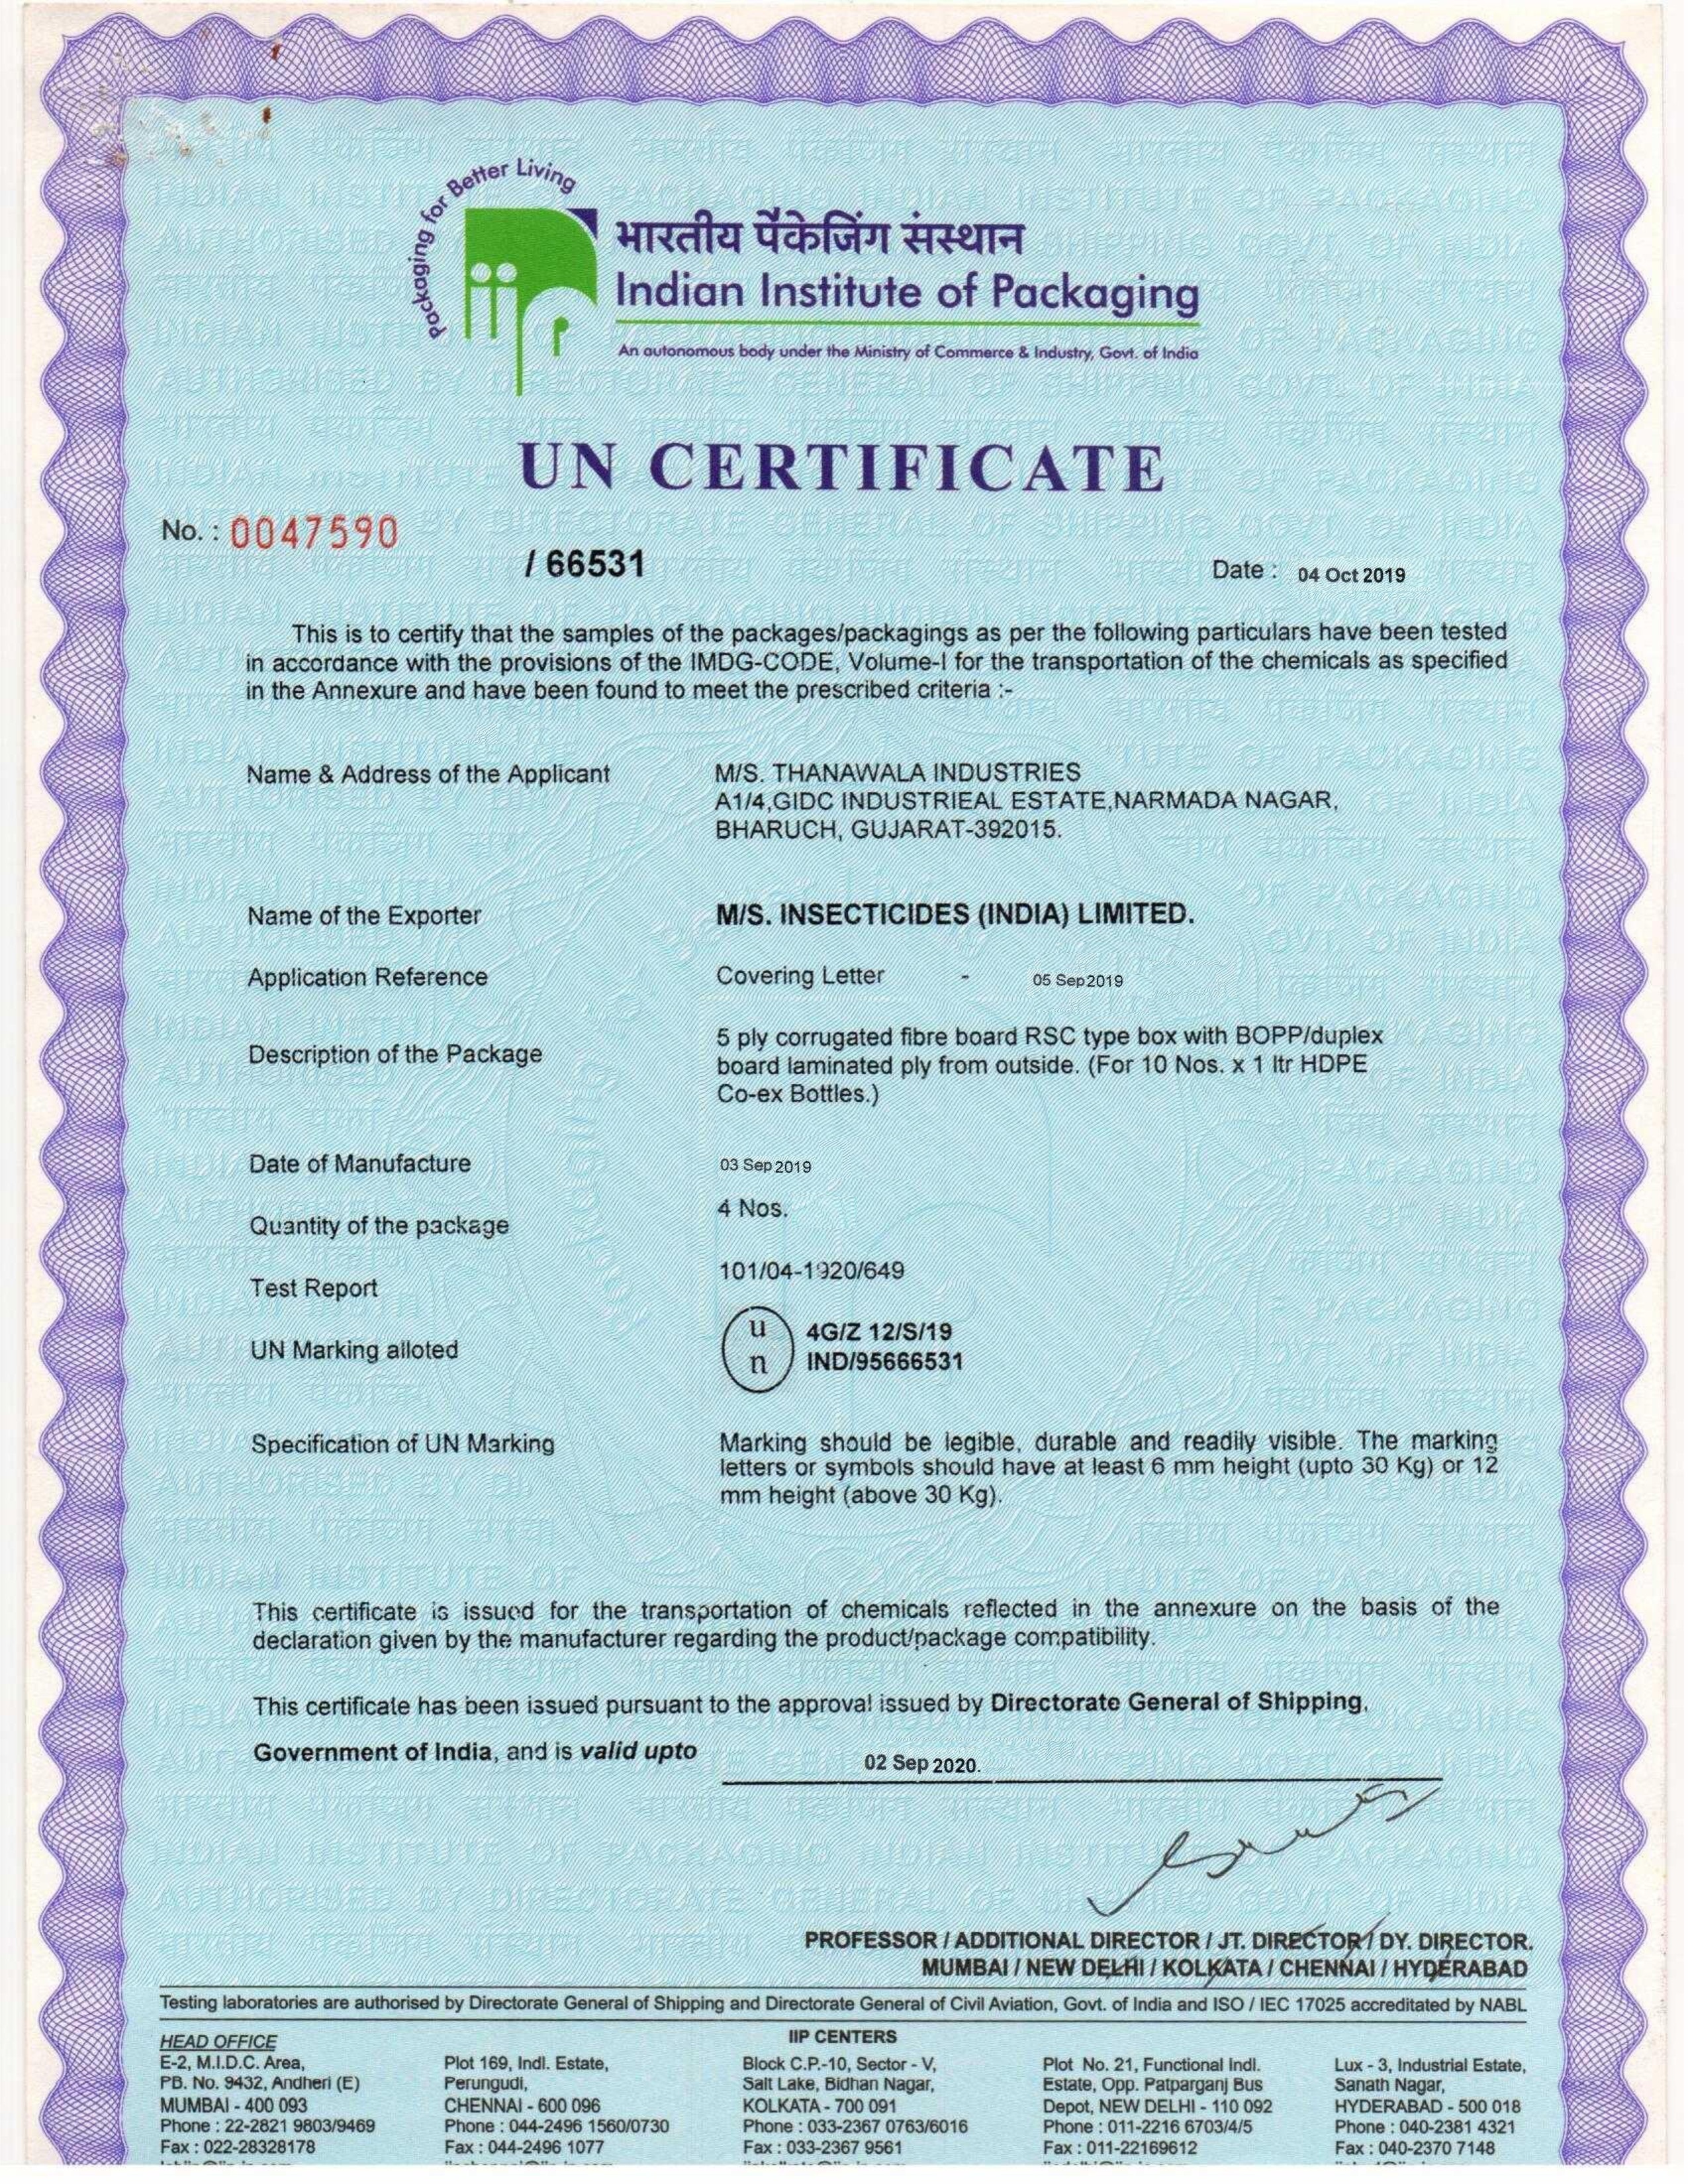 Packaging for Better Living
भारतीय पैकेजिंग संस्थान
Indian Institute of Packaging
An autonomous body under the Ministry of Commerce & Industry, Govt. of India
UN CERTIFICATE
No. : 0047590
/ 66531
Date : 04 Oct 2019
This is to certify that the samples of the packages/packagings as per the following particulars have been tested
in accordance with the provisions of the IMDG-CODE, Volume-I for the transportation of the chemicals as specified
in the Annexure and have been found to meet the prescribed criteria :-
Name & Address of the Applicant M/S. THANAWALA INDUSTRIES
A1/4,GIDC INDUSTRIEAL ESTATE,NARMADA NAGAR,
BHARUCH, GUJARAT-392015.
Name of the Exporter M/S. INSECTICIDES (INDIA) LIMITED.
Application Reference Covering Letter - 05 Sep 2019
5 ply corrugated fibre board RSC type box with BOPP/duplex
Description of the Package board laminated ply from outside. (For 10 Nos. x 1 ltr HDPE
Co-ex Bottles.)
Date of Manufacture 03 Sep 2019
Quantity of the package 4 Nos.
Test Report 101/04-1920/649
UN Marking alloted u n 4G/Z 12/S/19
IND/95666531
Specification of UN Marking Marking should be legible, durable and readily visible. The marking
letters or symbols should have at least 6 mm height (upto 30 Kg) or 12
mm height (above 30 Kg).
This certificate is issued for the transportation of chemicals reflected in the annexure on the basis of the
declaration given by the manufacturer regarding the product/package compatibility.
This certificate has been issued pursuant to the approval issued by Directorate General of Shipping,
Government of India, and is valid upto 02 Sep 2020.
PROFESSOR / ADDITIONAL DIRECTOR / JT. DIRECTOR / DY. DIRECTOR.
MUMBAI / NEW DELHI / KOLKATA / CHENNAI / HYDERABAD
Testing laboratories are authorised by Directorate General of Shipping and Directorate General of Civil Aviation, Govt. of India and ISO / IEC 17025 accreditated by NABL
HEAD OFFICE
E-2, M.I.D.C. Area,
PB. No. 9432, Andheri (E)
MUMBAI - 400 093
Phone : 22-2821 9803/9469
Fax : 022-28328178
IIP CENTERS
Plot 169, Indl. Estate,
Perungudi,
CHENNAI - 600 096
Phone : 044-2496 1560/0730
Fax : 044-2496 1077
Block C.P.-10, Sector - V,
Salt Lake, Bidhan Nagar,
KOLKATA - 700 091
Phone : 033-2367 0763/6016
Fax : 033-2367 9561
Plot No. 21, Functional Indl.
Estate, Opp. Patparganj Bus
Depot, NEW DELHI - 110 092
Phone : 011-2216 6703/4/5
Fax : 011-22169612
Lux - 3, Industrial Estate,
Sanath Nagar,
HYDERABAD - 500 018
Phone : 040-2381 4321
Fax : 040-2370 7148